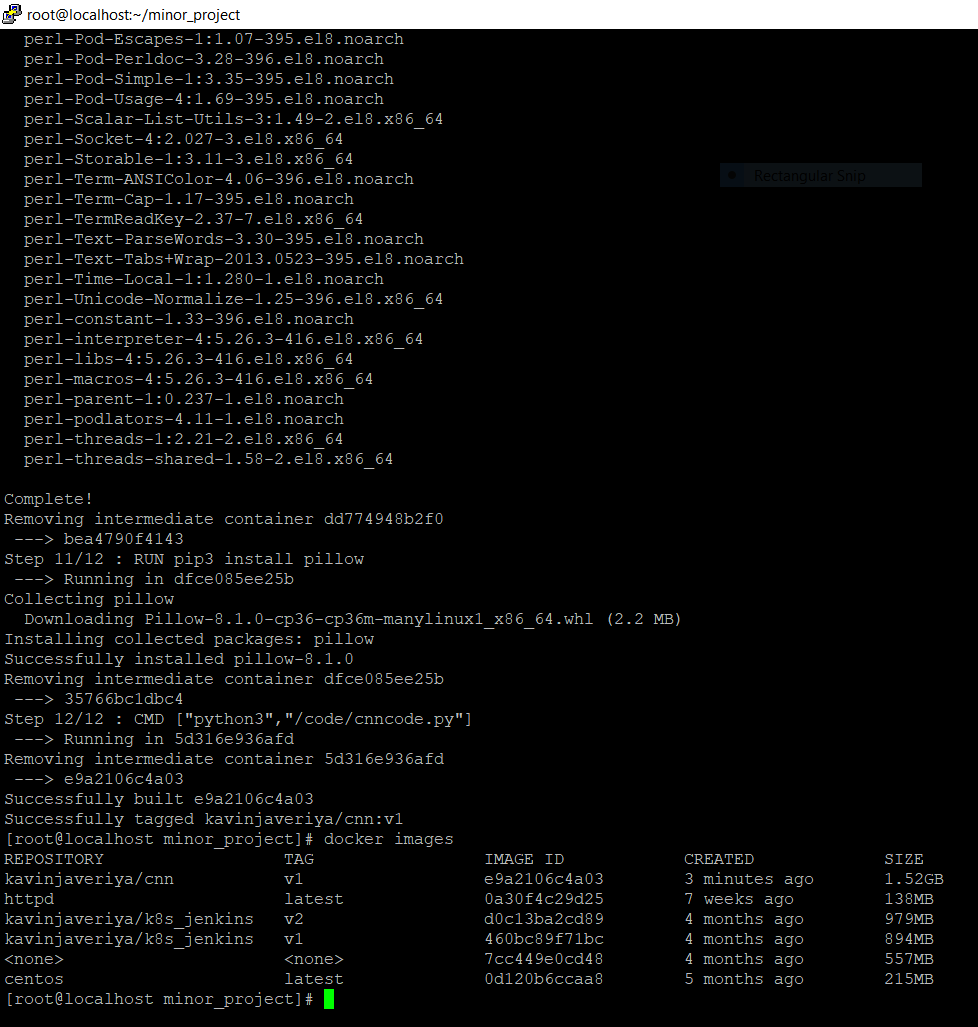 root@localhost:~/minor_project
perl-Pod-Escapes-1:1.07-395.el8.noarch
perl-Pod-Perldoc-3.28-396.el8.noarch
perl-Pod-Simple-1:3.35-395.el8.noarch
perl-Pod-Usage-4:1.69-395.el8.noarch
perl-Scalar-List-Utils-3:1.49-2.el8.x86_64
perl-Socket-4:2.027-3.el8.x86_64
perl-Storable-1:3.11-3.el8.x86_64
perl-Term-ANSIColor-4.06-396.el8.noarch
Rectangular Snip
perl-Term-Cap-1.17-395.el8.noarch
perl-TermReadKey-2.37-7.el8.x86_64
perl-Text-ParseWords-3.30-395.el8.noarch
perl-Text-Tabs+Wrap-2013.0523-395.el8.noarch
perl-Time-Local-1:1.280-1.el8.noarch
perl-Unicode-Normalize-1.25-396.el8.x86_64
perl-constant-1.33-396.el8.noarch
perl-interpreter-4:5.26.3-416.el8.x86_64
perl-libs-4:5.26.3-416.el8.x86_64
perl-macros-4:5.26.3-416.el8.x86_64
perl-parent-1:0.237-1.el8.noarch
perl-podlators-4.11-1.el8.noarch
perl-threads-1:2.21-2.el8.x86_64
perl-threads-shared-1.58-2.el8.x86_64
Complete!
Removing intermediate container dd774948b2f0
---> bea4790f4143
Step 11/12 : RUN pip3 install pillow
---> Running in dfce085ee25b
Collecting pillow
Downloading Pillow-8.1.0-cp36-cp36m-manylinux1_x86_64.whl (2.2 MB)
Installing collected packages: pillow
Successfully installed pillow-8.1.0
Removing intermediate container dfce085ee25b
---> 35766bc1dbc4
Step 12/12 : CMD ["python3","/code/cnncode.py"]
---> Running in 5d316e936afd
Removing intermediate container 5d316e936afd
---> e9a2106c4a03
Successfully built e9a2106c4a03
Successfully tagged kavinjaveriya/cnn:v1
[root@localhost minor_project]# docker images
REPOSITORY TAG IMAGE ID CREATED SIZE
kavinjaveriya/cnn v1 e9a2106c4a03 3 minutes ago 1.52GB
httpd latest 0a30f4c29d25 7 weeks ago 138MB
kavinjaveriya/k8s_jenkins v2 d0c13ba2cd89 4 months ago 979MB
kavinjaveriya/k8s_jenkins v1 460bc89f71bc 4 months ago 894MB
<none> <none> 7cc449e0cd48 4 months ago 557MB
centos latest 0d120b6ccaa8 5 months ago 215MB
[root@localhost minor_project]#